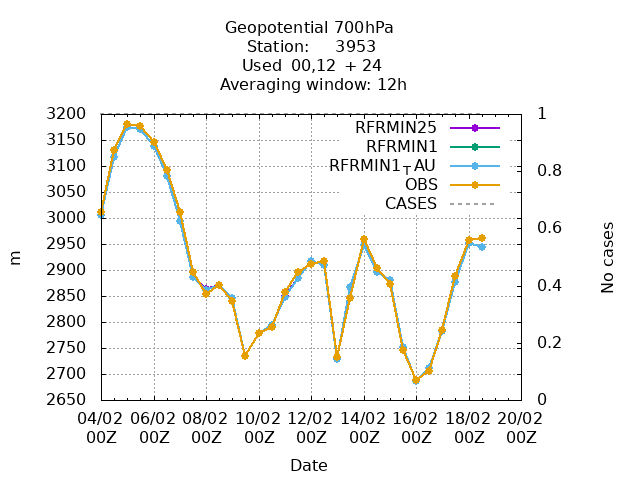 Geopotential 700hPa
Station: 3953
Used 00,12 + 24
Averaging window: 12h
3200
3150
3100
3050
3000
2950
2900
2850
2800
2750
2700
2650
m
1
0.8
0.6
0.4
0.2
0
No cases
RFRMIN25
RFRMIN1
RFRMIN1TAU
OBS
CASES
04/02 06/02 08/02 10/02 12/02 14/02 16/02 18/02 20/02
00Z 00Z 00Z 00Z 00Z 00Z 00Z 00Z 00Z
Date